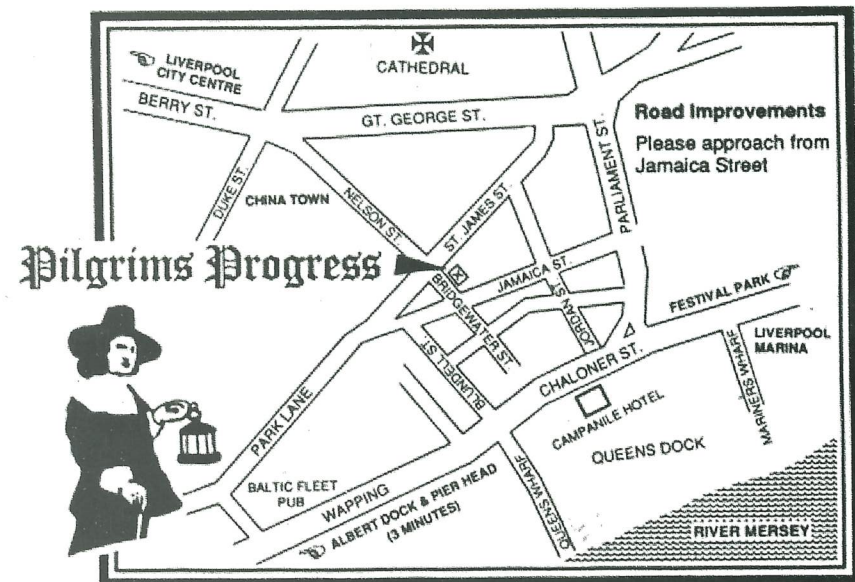 LIVERPOOL
CITY CENTRE
CATHEDRAL
BERRY ST.
GT. GEORGE ST.
Road Improvements
Please approach from
Jamaica Street
PARLIAMENT ST.
DUKE ST.
CHINA TOWN
NELSON ST.
ST. JAMES ST.
Pilgrims Progress
X
JAMAICA ST.
BRIDGEWATER ST.
JORDAN ST.
FESTIVAL PARK
BLUNDELL ST.
LIVERPOOL
MARINA
CHALONER ST.
MARINERS WHARF
PARK LANE
CAMPANILE HOTEL
QUEENS DOCK
BALTIC FLEET
PUB
WAPPING
ALBERT DOCK & PIER HEAD
(3 MINUTES)
QUEENS WHARF
RIVER MERSEY